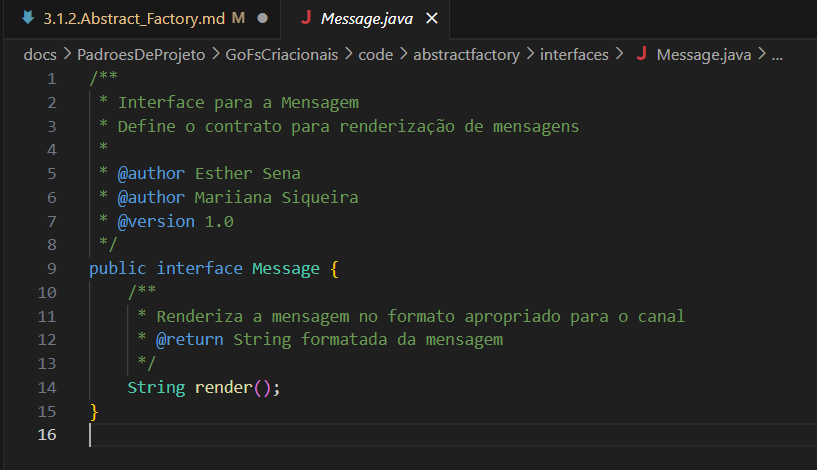 3.1.2.Abstract_Factory.md M ● J Message.java ×
docs > PadroesDeProjeto > GoFsCriacionais > code > abstractfactory > interfaces > J Message.java > ...
1 /**
2 * Interface para a Mensagem
3 * Define o contrato para renderização de mensagens
4 *
5 * @author Esther Sena
6 * @author Mariiana Siqueira
7 * @version 1.0
8 */
9 public interface Message {
10 /**
11 * Renderiza a mensagem no formato apropriado para o canal
12 * @return String formatada da mensagem
13 */
14 String render();
15 }
16